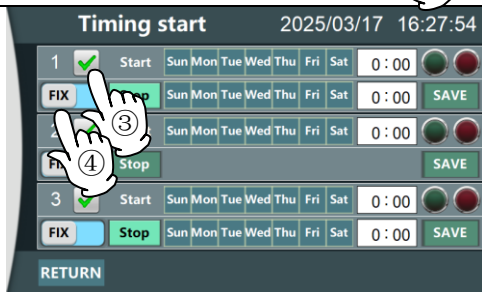 Timing start 2025/03/17 16:27:54
1 Start Sun Mon Tue Wed Thu Fri Sat 0:00
FIX Sun Mon Tue Wed Thu Fri Sat 0:00 SAVE
③
Start Sun Mon Tue Wed Thu Fri Sat 0:00
④ Stop SAVE
3 Start Sun Mon Tue Wed Thu Fri Sat 0:00
FIX Stop Sun Mon Tue Wed Thu Fri Sat 0:00 SAVE
RETURN